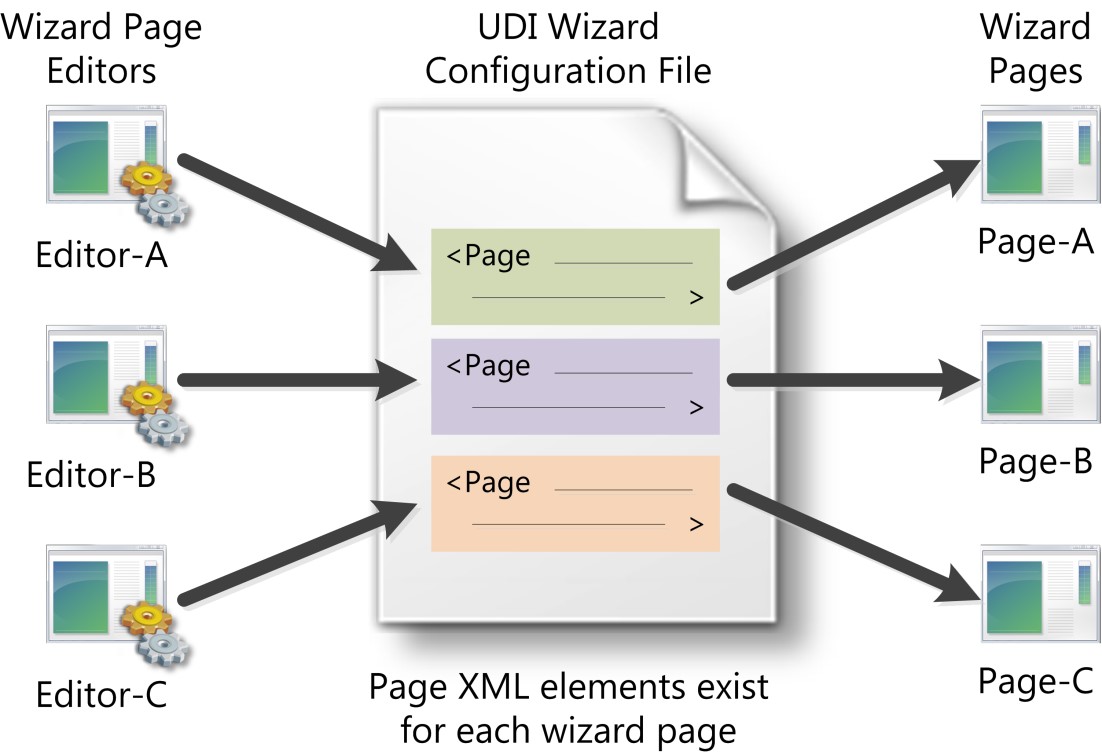 Wizard Page
Editors
UDI Wizard
Configuration File
Wizard
Pages
Editor-A
Editor-B
Editor-C
<Page
>
<Page
>
<Page
>
Page XML elements exist
for each wizard page
Page-A
Page-B
Page-C